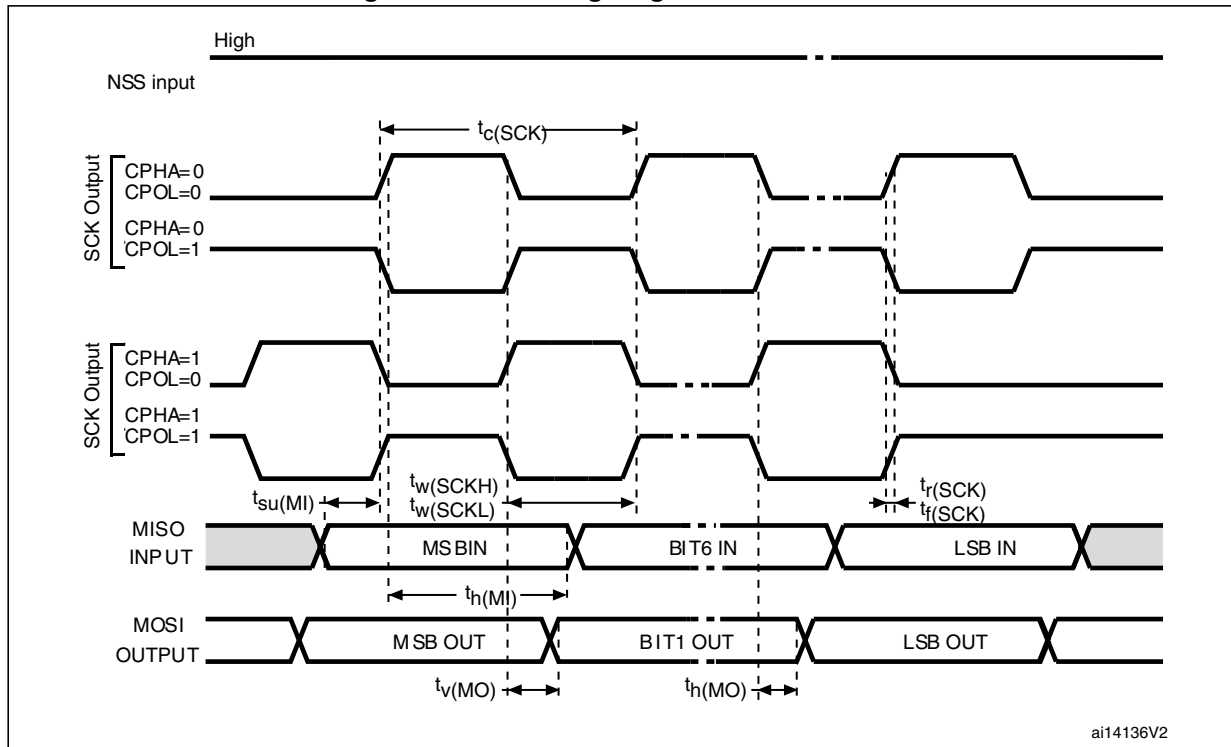 High
NSS input
tc(SCK)
SCK Output
CPHA=0
CPOL=0
CPHA=0
CPOL=1
SCK Output
CPHA=1
CPOL=0
CPHA=1
CPOL=1
tsu(MI)
tw(SCKH)
tw(SCKL)
tr(SCK)
tf(SCK)
MISO
INPUT
MSBIN
BIT6 IN
LSB IN
th(MI)
MOSI
OUTPUT
MSB OUT
BIT1 OUT
LSB OUT
tv(MO)
th(MO)
ai14136V2